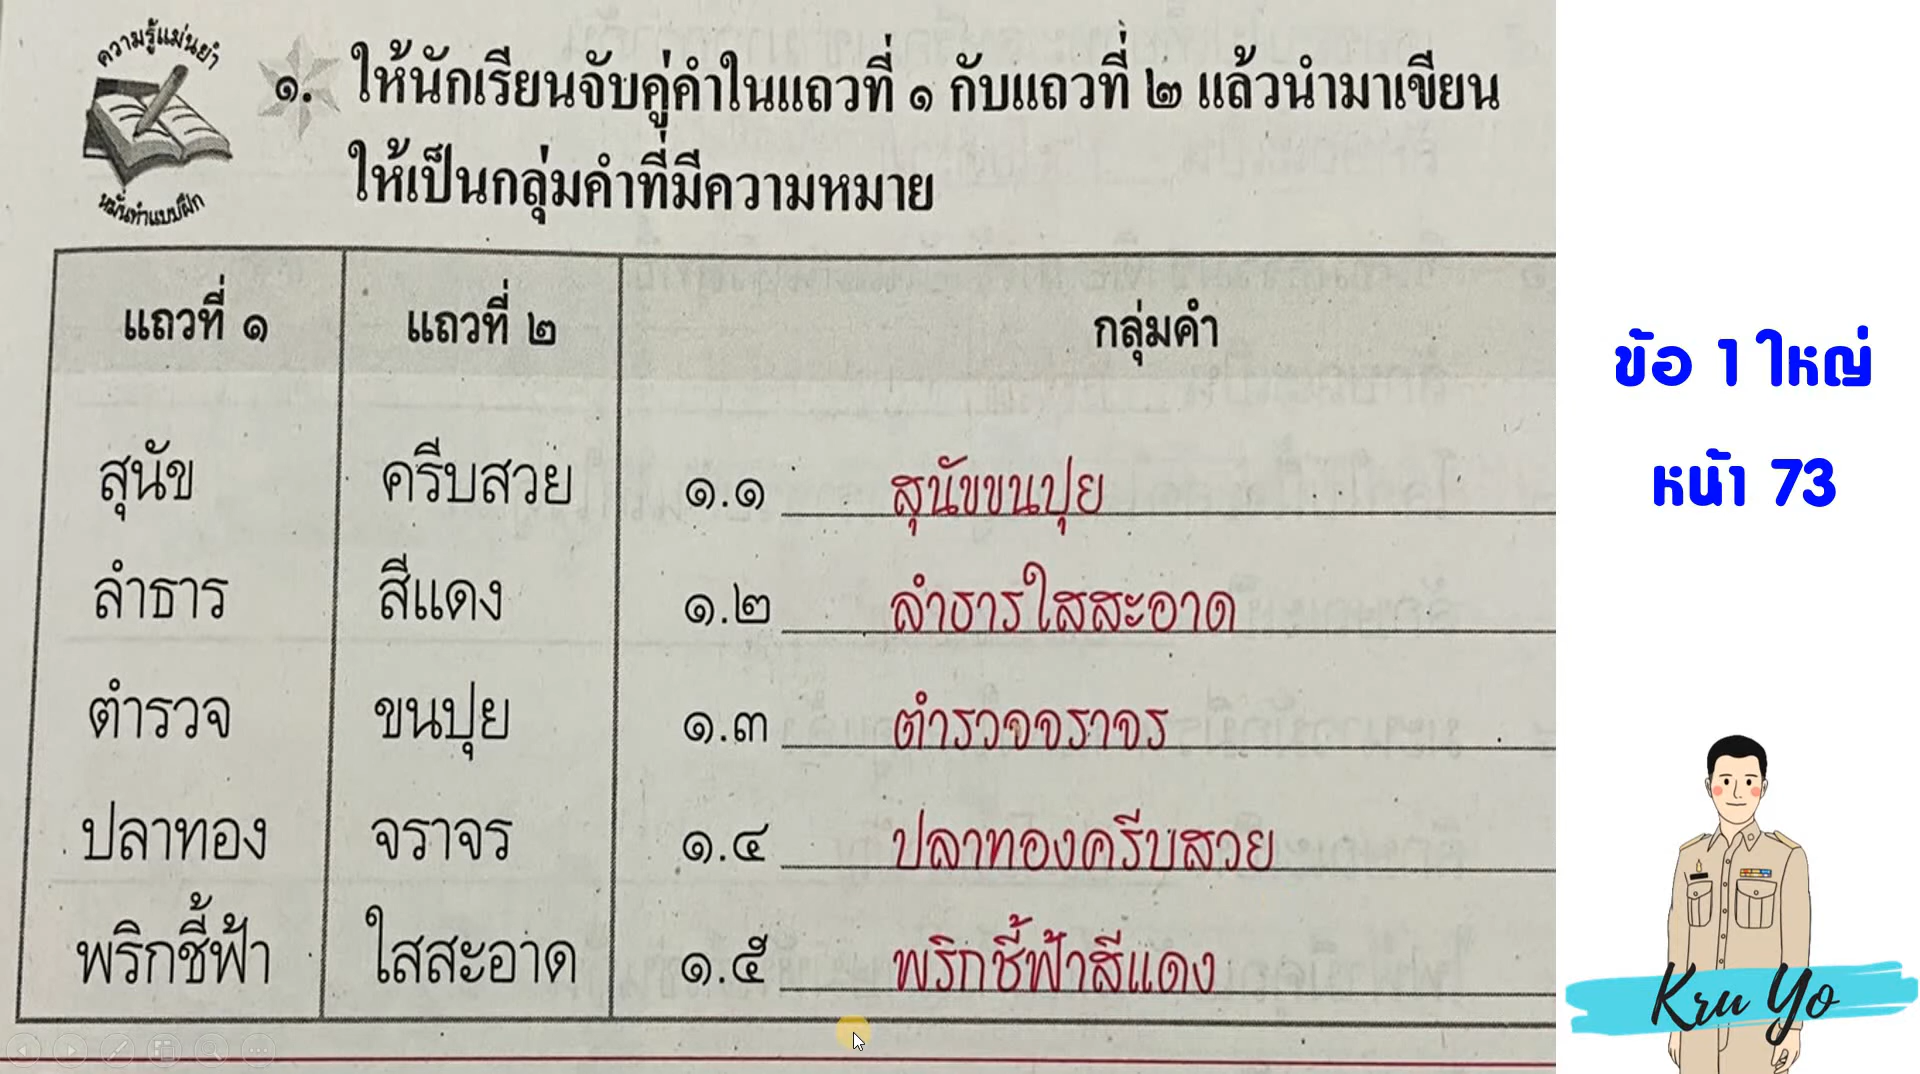 ความรู้แม่นยำ
หมั่นทำแบบฝึก
๑. ให้นักเรียนจับคู่คำในแถวที่ ๑ กับแถวที่ ๒ แล้วนำมาเขียน
ให้เป็นกลุ่มคำที่มีความหมาย
แถวที่ ๑ แถวที่ ๒ กลุ่มคำ
สุนัข ครีบสวย ๑.๑ สุนัขขนปุย
ลำธาร สีแดง ๑.๒ ลำธารใสสะอาด
ตำรวจ ขนปุย ๑.๓ ตำรวจจราจร
ปลาทอง จราจร ๑.๔ ปลาทองครีบสวย
พริกชี้ฟ้า ใสสะอาด ๑.๕ พริกชี้ฟ้าสีแดง
ข้อ 1 ใหญ่
หน้า 73
Kru Yo